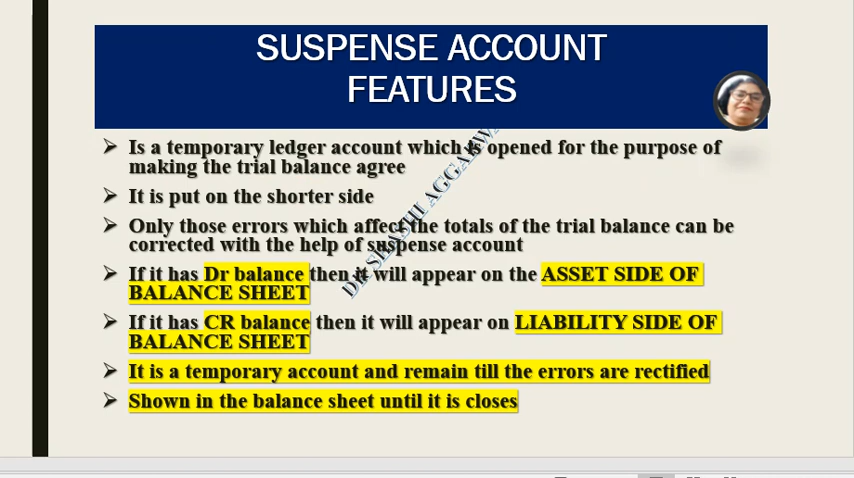 SUSPENSE ACCOUNT
FEATURES
Is a temporary ledger account which is opened for the purpose of
making the trial balance agree
It is put on the shorter side
Only those errors which affect the totals of the trial balance can be
corrected with the help of suspense account
If it has Dr balance then it will appear on the ASSET SIDE OF
BALANCE SHEET
If it has CR balance then it will appear on LIABILITY SIDE OF
BALANCE SHEET
It is a temporary account and remain till the errors are rectified
Shown in the balance sheet until it is closes
DR SHASHI